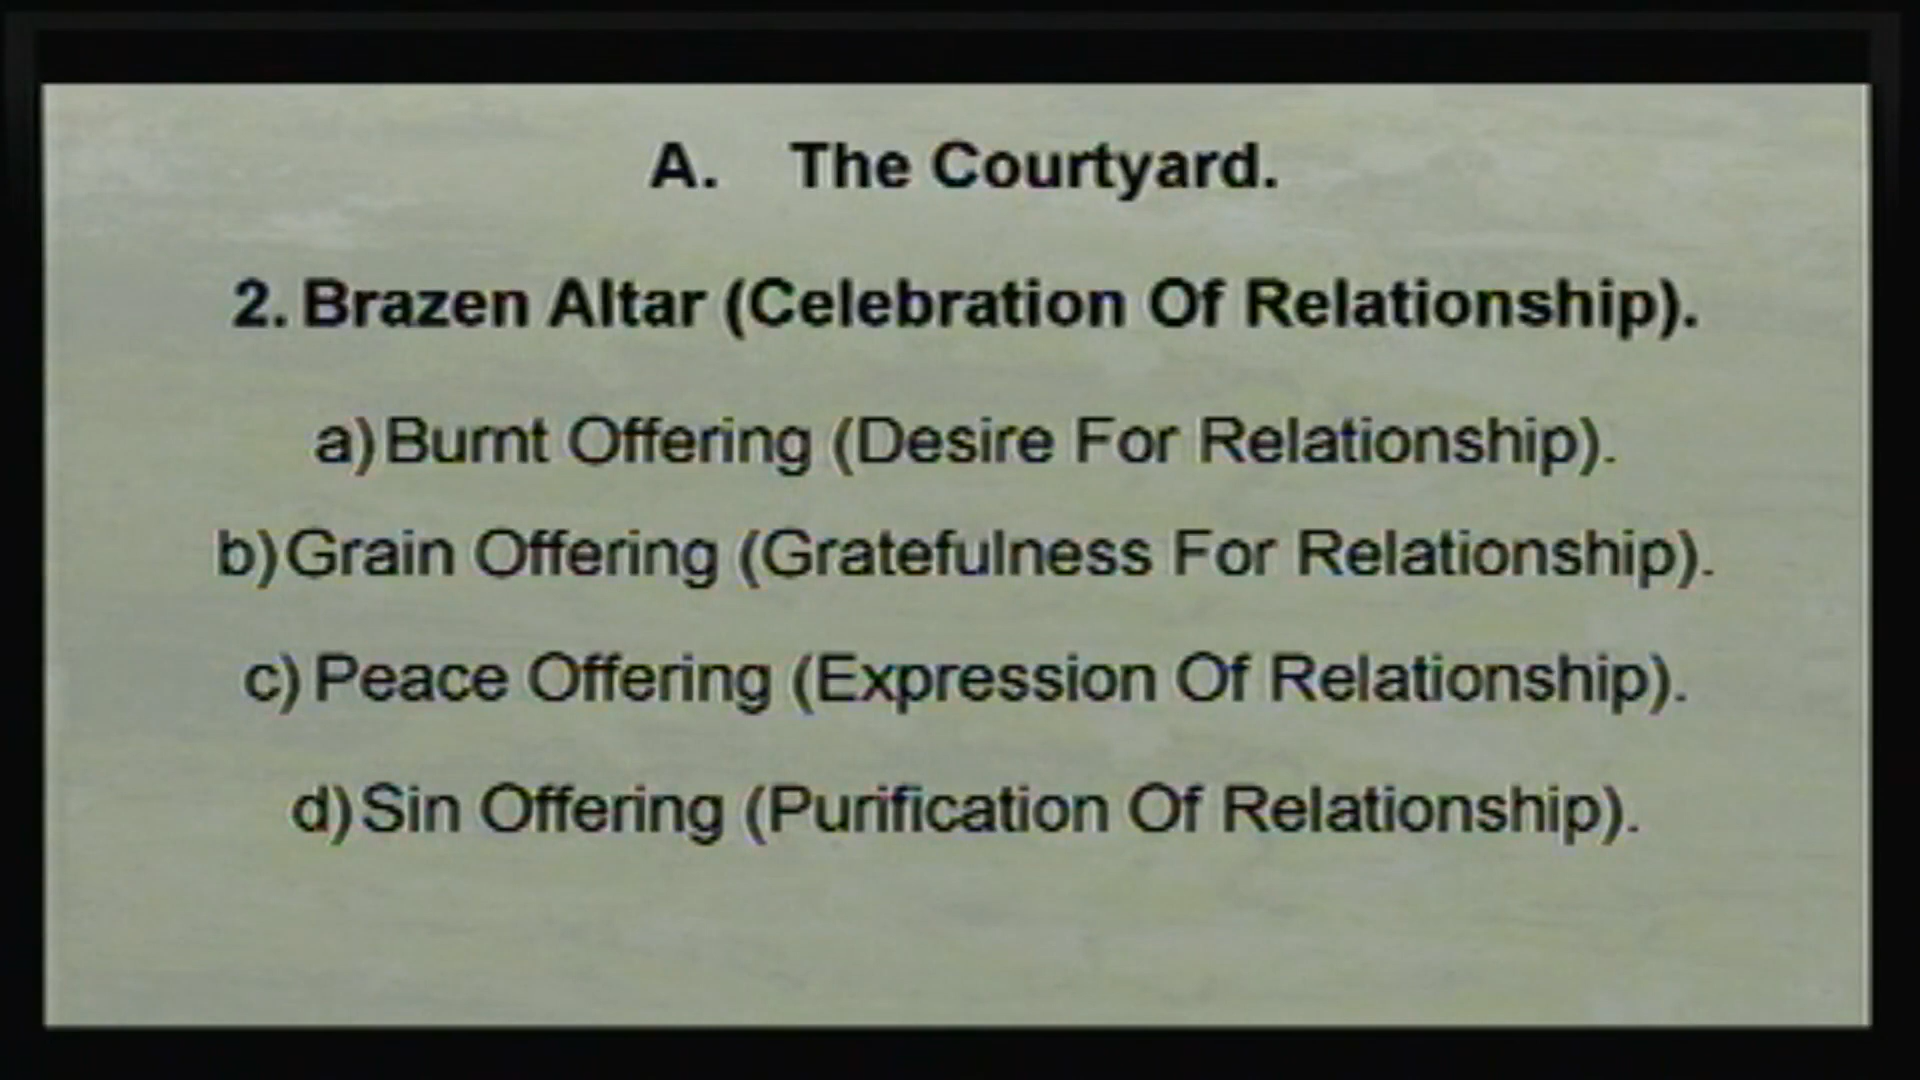 A. The Courtyard.
2. Brazen Altar (Celebration Of Relationship).
a) Burnt Offering (Desire For Relationship).
b) Grain Offering (Gratefulness For Relationship).
c) Peace Offering (Expression Of Relationship).
d) Sin Offering (Purification Of Relationship).